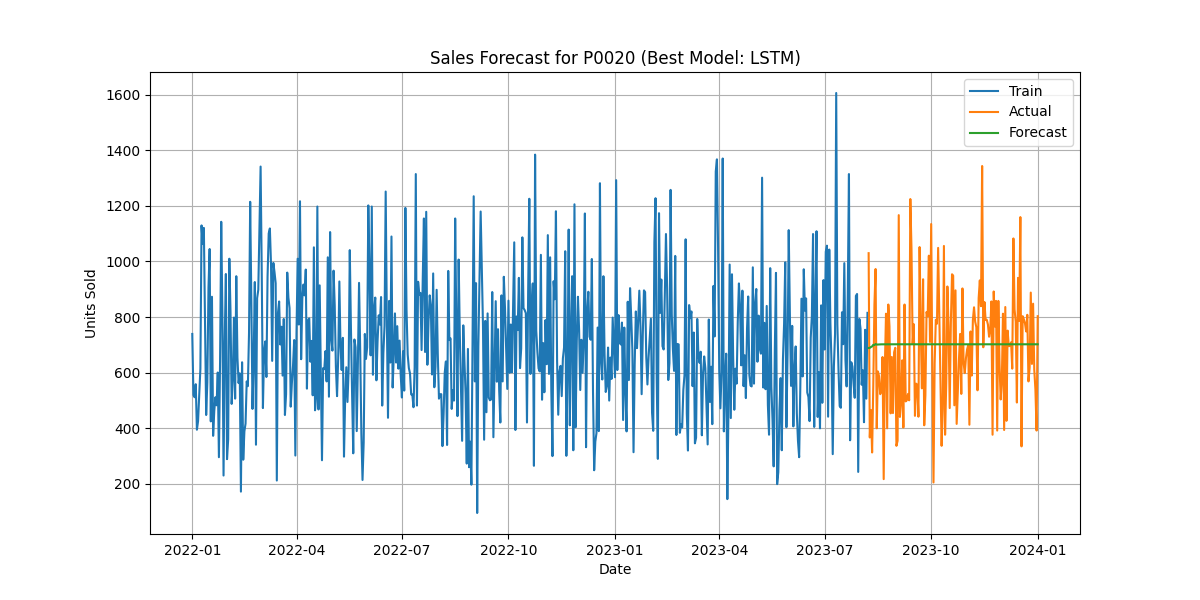 Sales Forecast for P0020 (Best Model: LSTM)
Train
Actual
Forecast
Units Sold
1600
1400
1200
1000
800
600
400
200
2022-01 2022-04 2022-07 2022-10 2023-01 2023-04 2023-07 2023-10 2024-01
Date